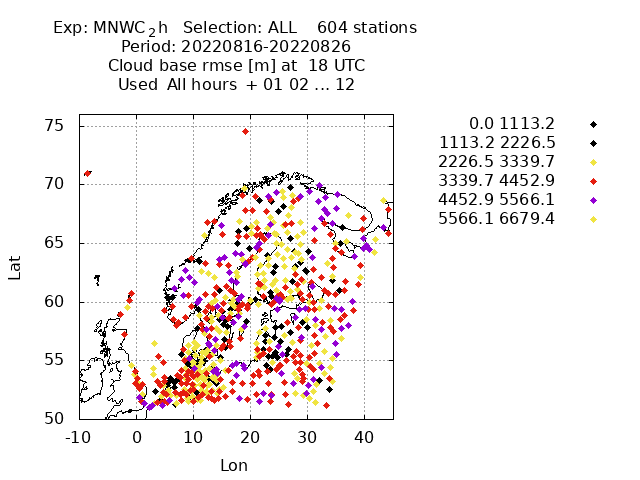 Exp: MNWC₂h Selection: ALL 604 stations
Period: 20220816-20220826
Cloud base rmse [m] at 18 UTC
Used All hours + 01 02 ... 12
0.0 1113.2
1113.2 2226.5
2226.5 3339.7
3339.7 4452.9
4452.9 5566.1
5566.1 6679.4
75
70
65
60
55
50
Lat
-10 0 10 20 30 40
Lon